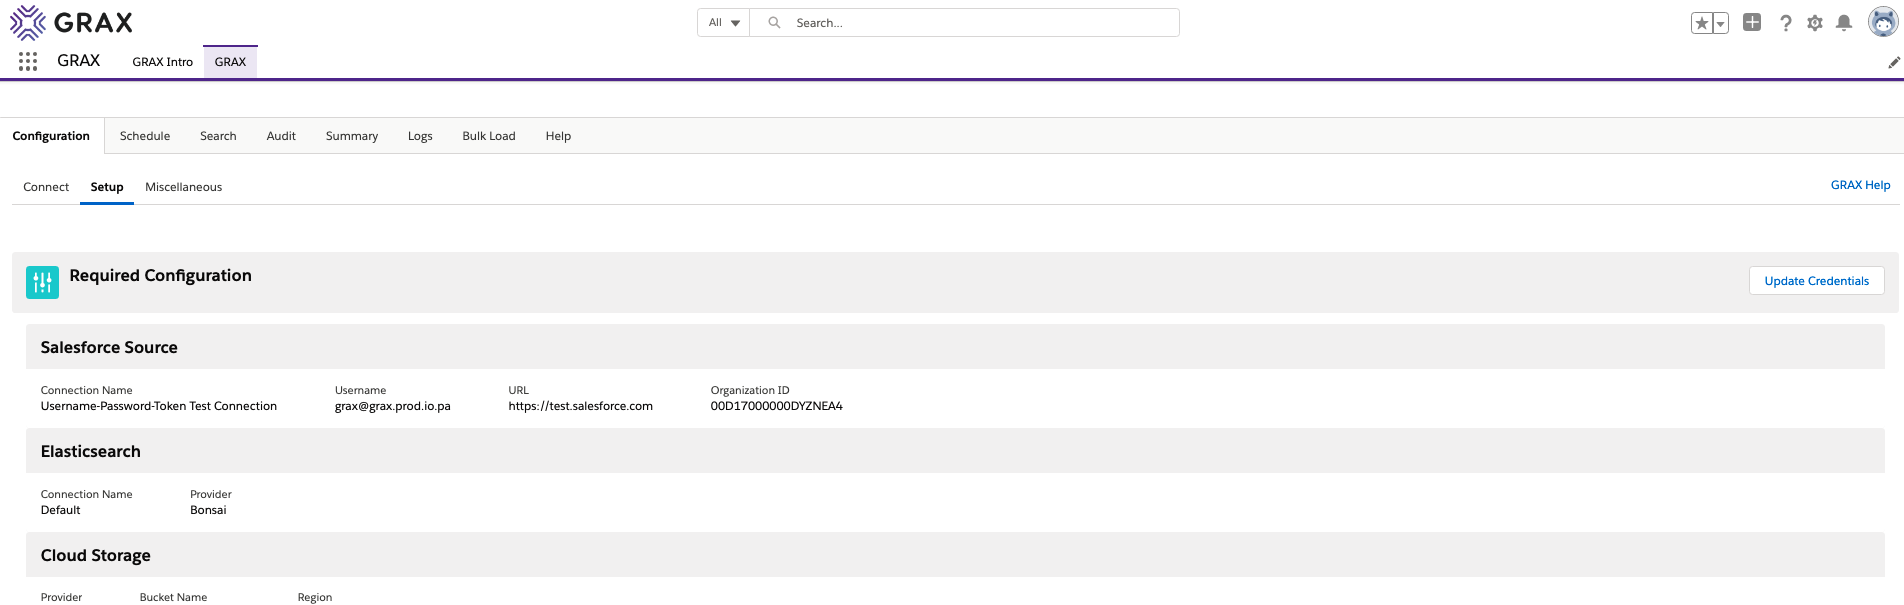 GRAX
All
Search...
GRAX
GRAX Intro
GRAX
Configuration
Schedule
Search
Audit
Summary
Logs
Bulk Load
Help
Connect
Setup
Miscellaneous
GRAX Help
Required Configuration
Update Credentials
Salesforce Source
Connection Name
Username
URL
Organization ID
Username-Password-Token Test Connection
grax@grax.prod.io.pa
https://test.salesforce.com
00D17000000DYZNEA4
Elasticsearch
Connection Name
Provider
Default
Bonsai
Cloud Storage
Provider
Bucket Name
Region